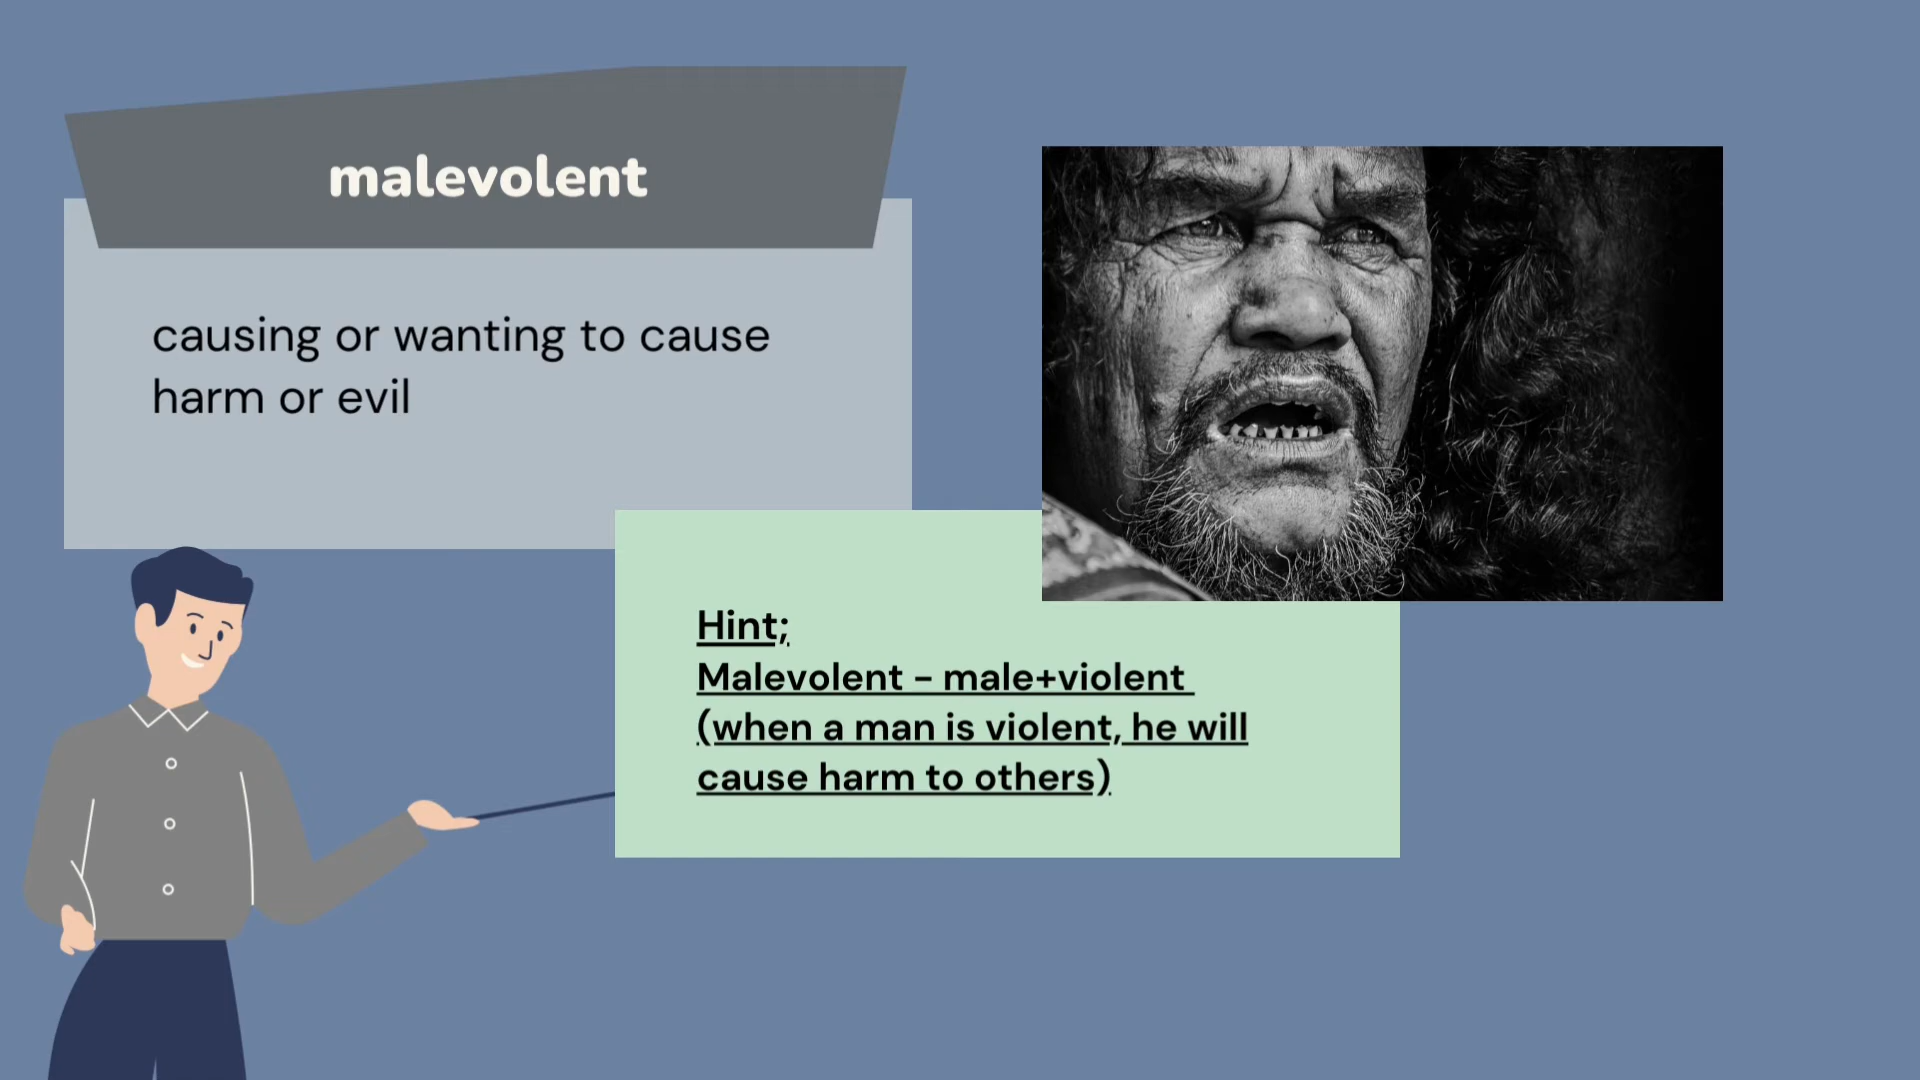 malevolent
causing or wanting to cause
harm or evil
Hint;
Malevolent - male+violent
(when a man is violent, he will
cause harm to others)